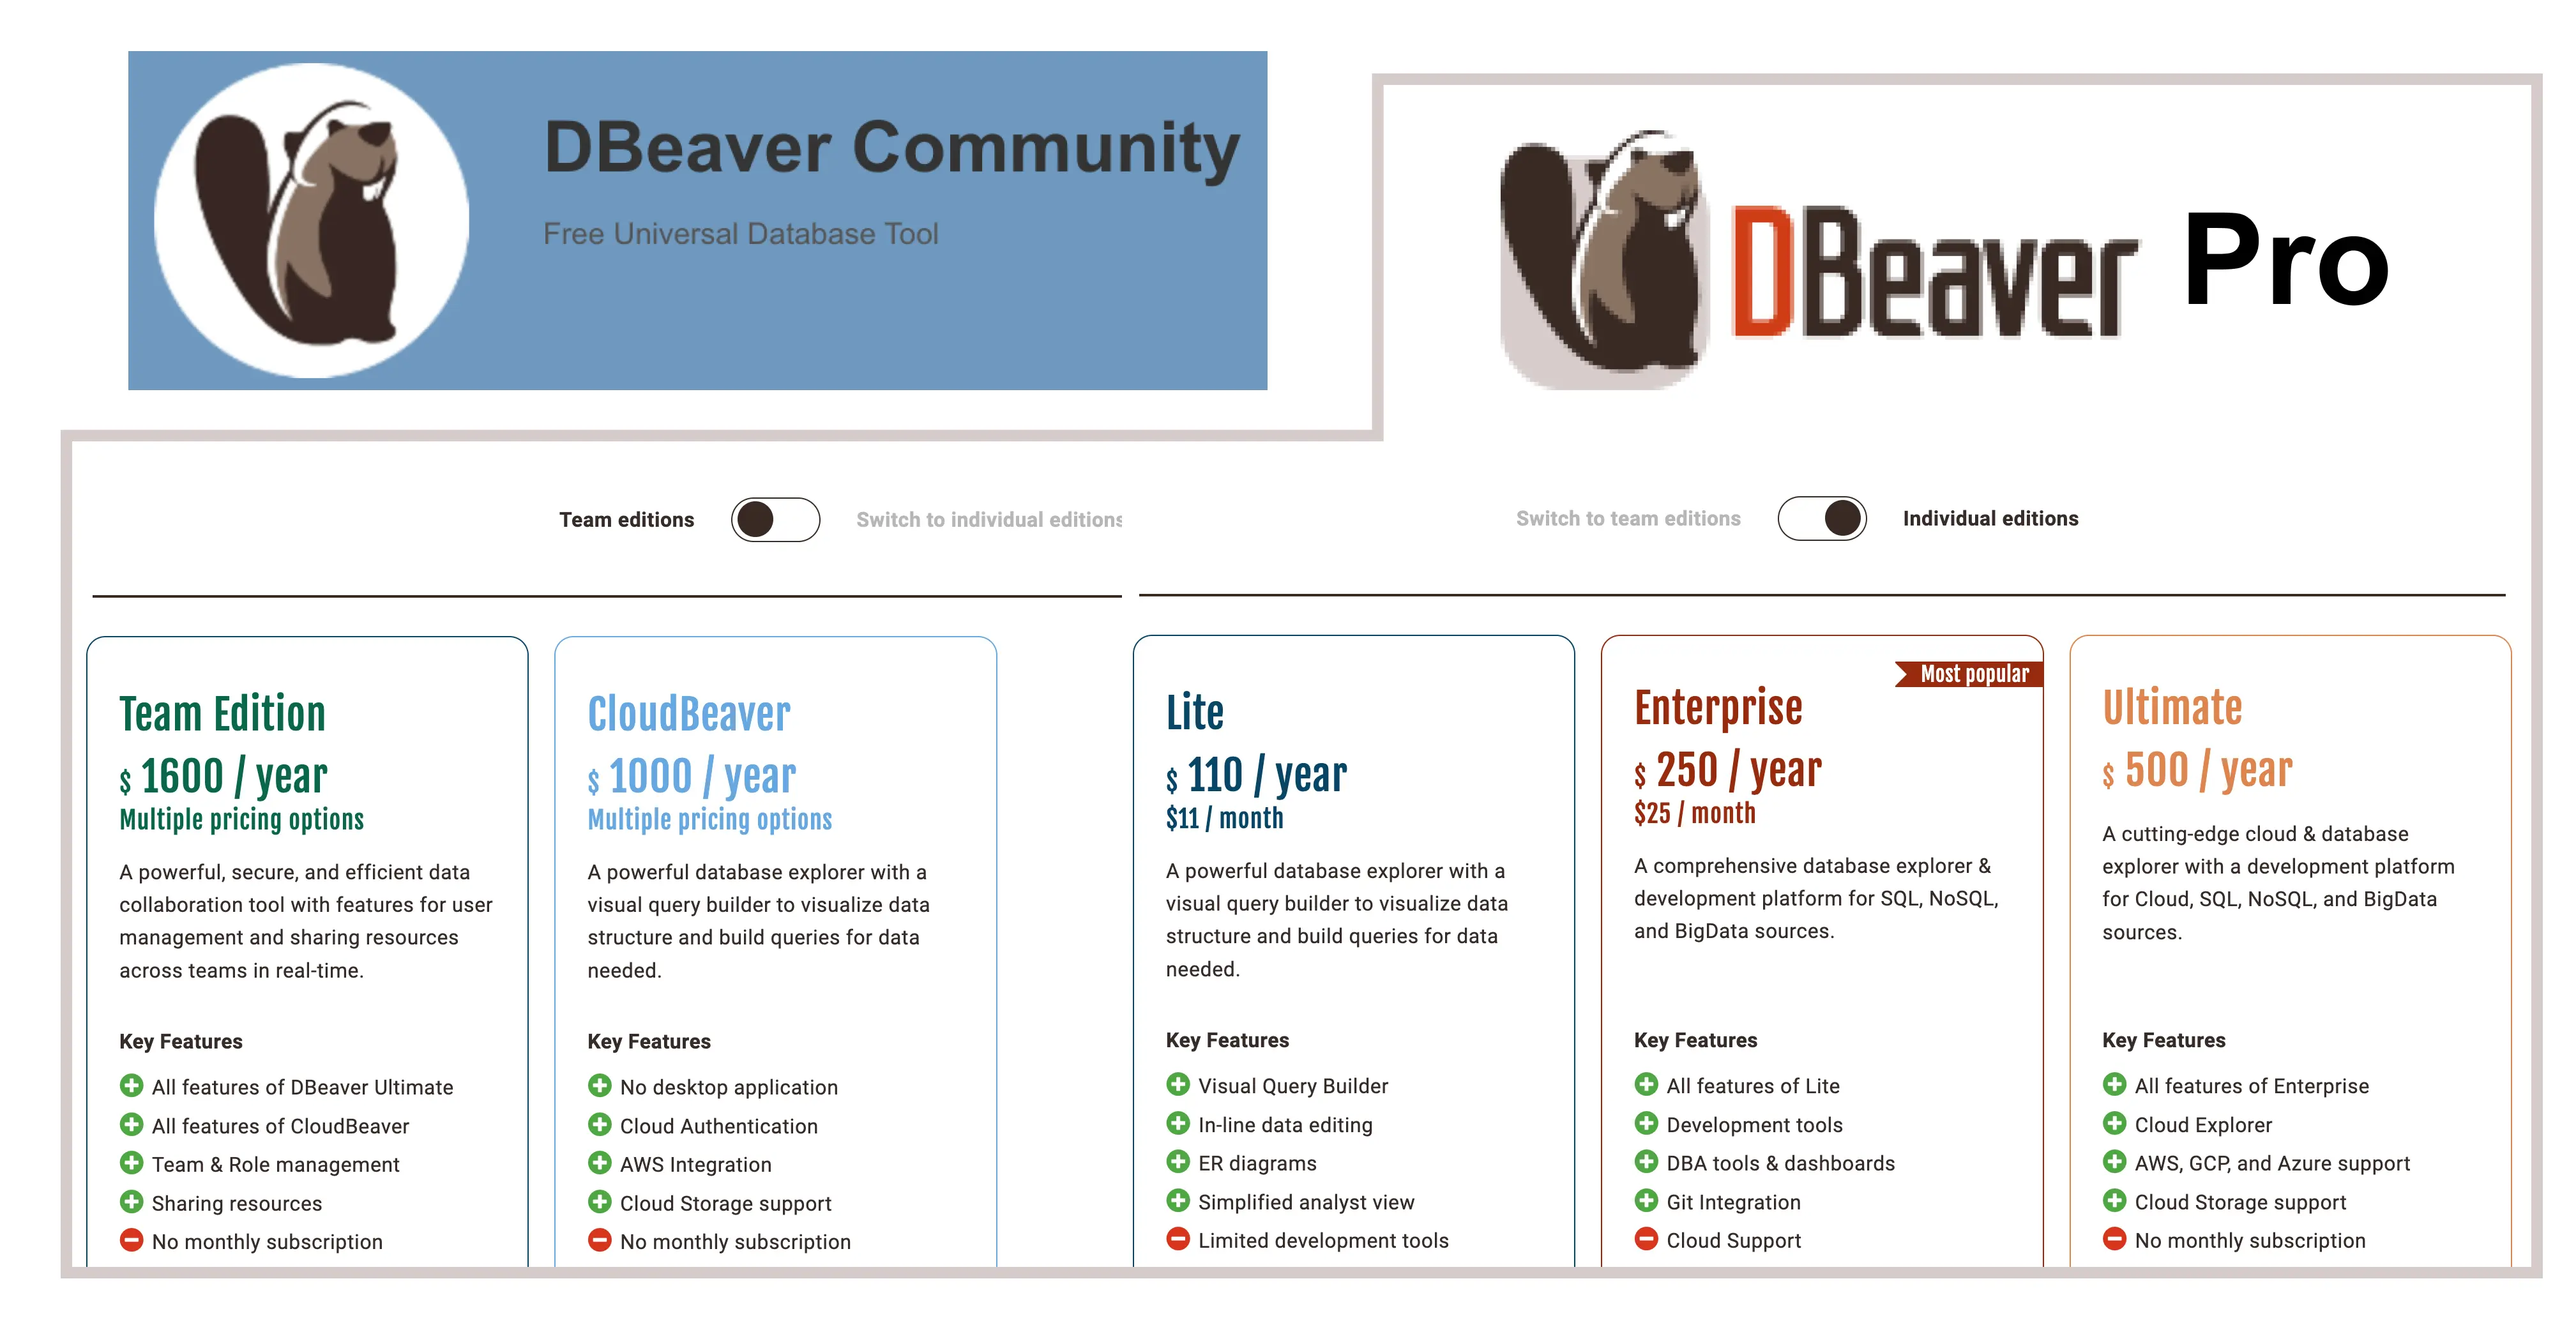 DBeaver Community
Free Universal Database Tool
DBeaver Pro
Team editions
Switch to individual editions
Switch to team editions
Individual editions
Team Edition
$ 1600 / year
Multiple pricing options
A powerful, secure, and efficient data
collaboration tool with features for user
management and sharing resources
across teams in real-time.
Key Features
All features of DBeaver Ultimate
All features of CloudBeaver
Team & Role management
Sharing resources
No monthly subscription
CloudBeaver
$ 1000 / year
Multiple pricing options
A powerful database explorer with a
visual query builder to visualize data
structure and build queries for data
needed.
Key Features
No desktop application
Cloud Authentication
AWS Integration
Cloud Storage support
No monthly subscription
Lite
$ 110 / year
$11 / month
A powerful database explorer with a
visual query builder to visualize data
structure and build queries for data
needed.
Key Features
Visual Query Builder
In-line data editing
ER diagrams
Simplified analyst view
Limited development tools
Most popular
Enterprise
$ 250 / year
$25 / month
A comprehensive database explorer &
development platform for SQL, NoSQL,
and BigData sources.
Key Features
All features of Lite
Development tools
DBA tools & dashboards
Git Integration
Cloud Support
Ultimate
$ 500 / year
A cutting-edge cloud & database
explorer with a development platform
for Cloud, SQL, NoSQL, and BigData
sources.
Key Features
All features of Enterprise
Cloud Explorer
AWS, GCP, and Azure support
Cloud Storage support
No monthly subscription